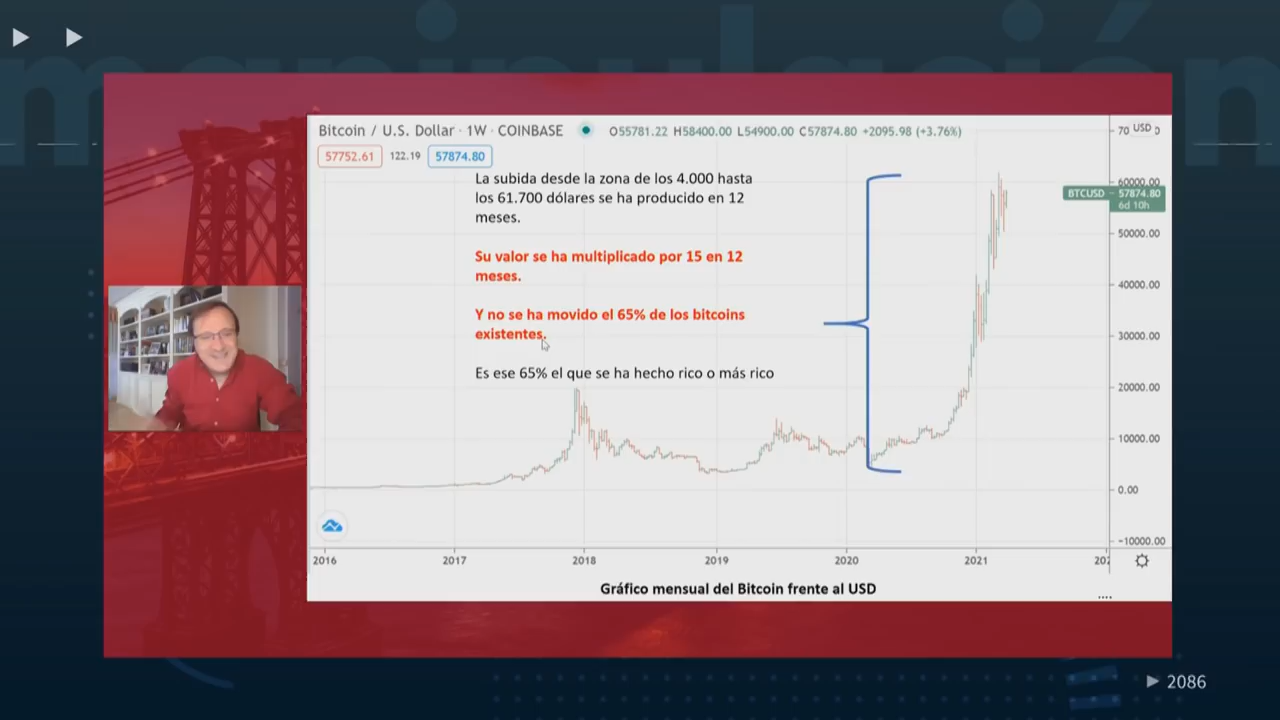 manipulación
Bitcoin / U.S. Dollar · 1W · COINBASE O55781.22 H58400.00 L54900.00 C57874.80 +2095.98 (+3.76%)
57752.61 122.19 57874.80
La subida desde la zona de los 4.000 hasta
los 61.700 dólares se ha producido en 12
meses.
Su valor se ha multiplicado por 15 en 12
meses.
Y no se ha movido el 65% de los bitcoins
existentes.
Es ese 65% el que se ha hecho rico o más rico
USD
60000.00
BTCUSD 57874.80
6d 10h
50000.00
40000.00
30000.00
20000.00
10000.00
0.00
-10000.00
2016 2017 2018 2019 2020 2021
Gráfico mensual del Bitcoin frente al USD
....
2086